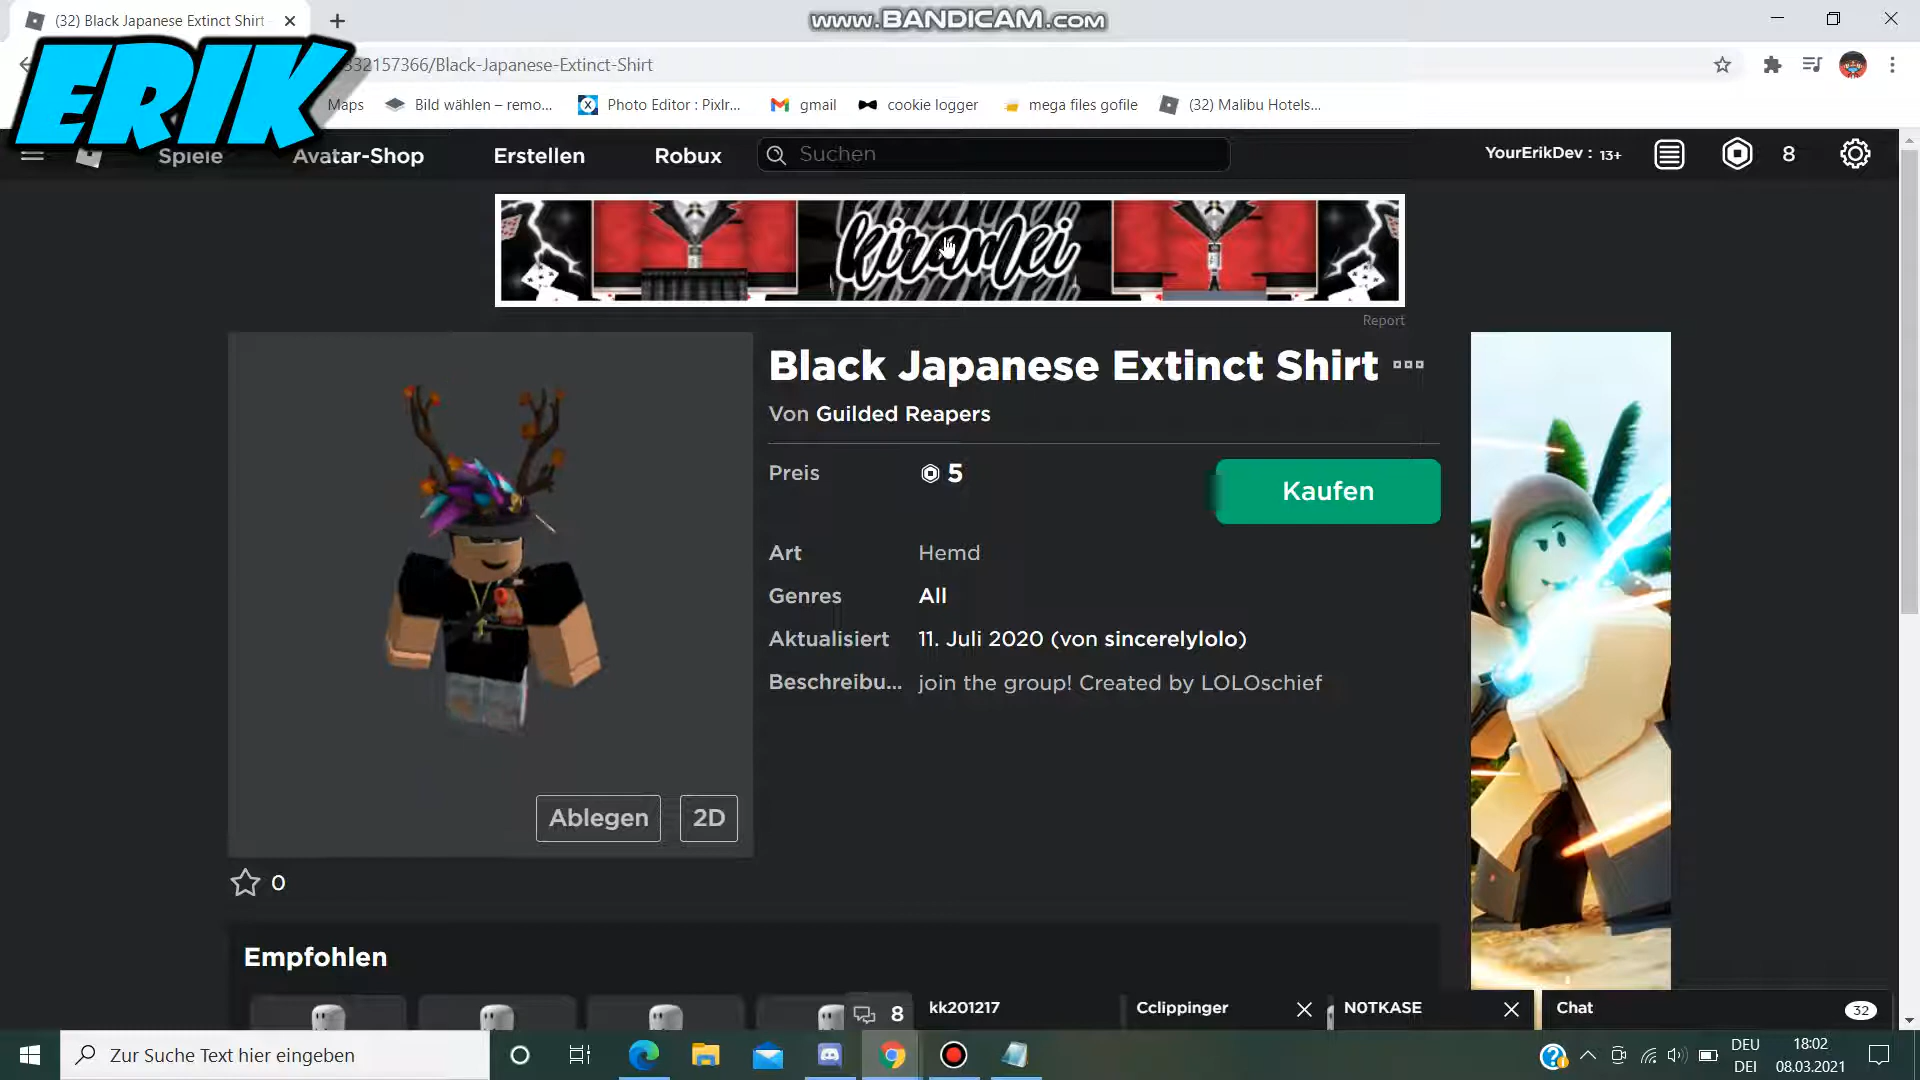 (32) Black Japanese Extinct Shirt
www.BANDICAM.com
ERIK
332157366/Black-Japanese-Extinct-Shirt
Maps
Bild wählen – remo...
Photo Editor : Pixlr...
gmail
cookie logger
mega files gofile
(32) Malibu Hotels...
Spiele
Avatar-Shop
Erstellen
Robux
Suchen
YourErikDev : 13+
8
kiramei
Report
Black Japanese Extinct Shirt
Von Guilded Reapers
Preis 5
Kaufen
Art Hemd
Genres All
Aktualisiert 11. Juli 2020 (von sincerelylolo)
Beschreibu... join the group! Created by LOLOschief
Ablegen
2D
0
Empfohlen
8
kk201217
Cclippinger
N0TKASE
Chat
32
Zur Suche Text hier eingeben
DEU
DEI
18:02
08.03.2021